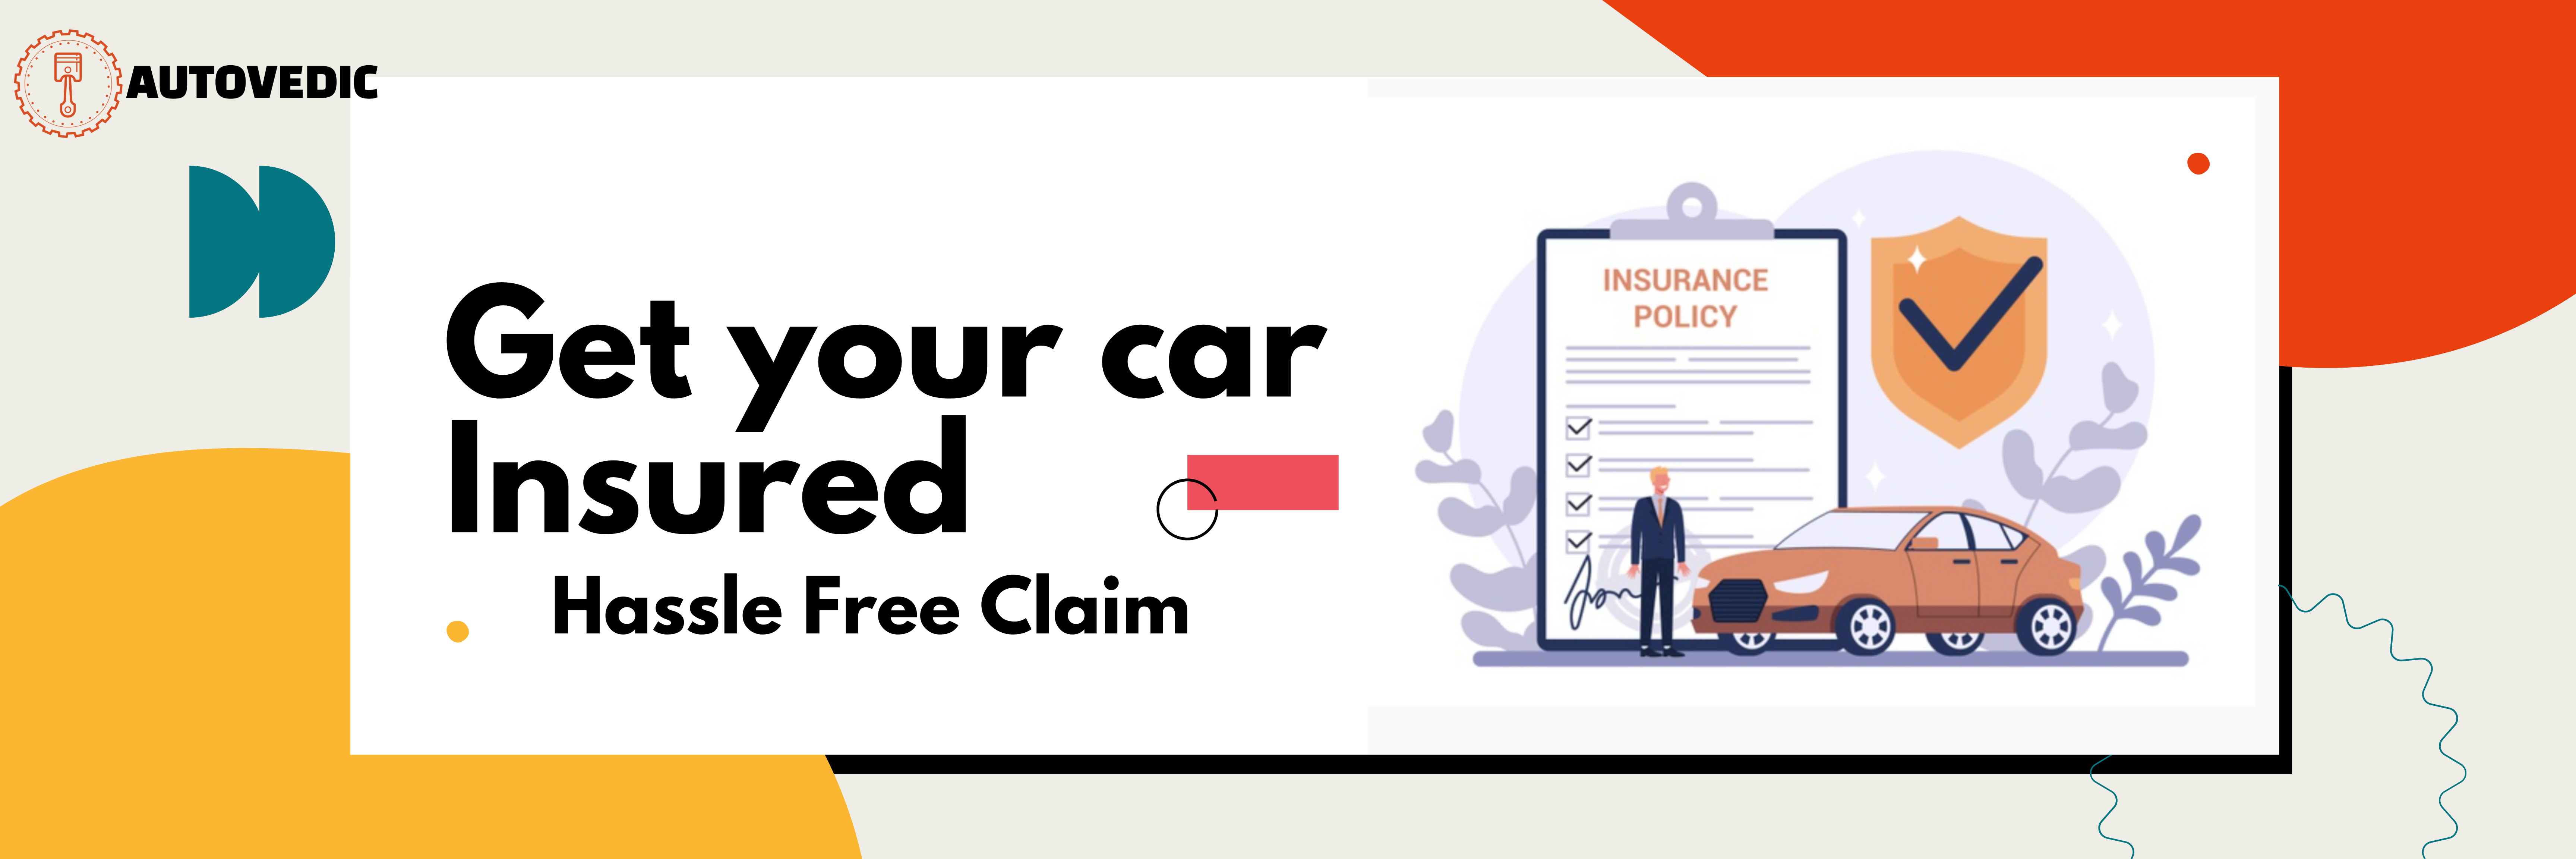 AUTOVEDIC
Get your car
Insured
Hassle Free Claim
INSURANCE
POLICY